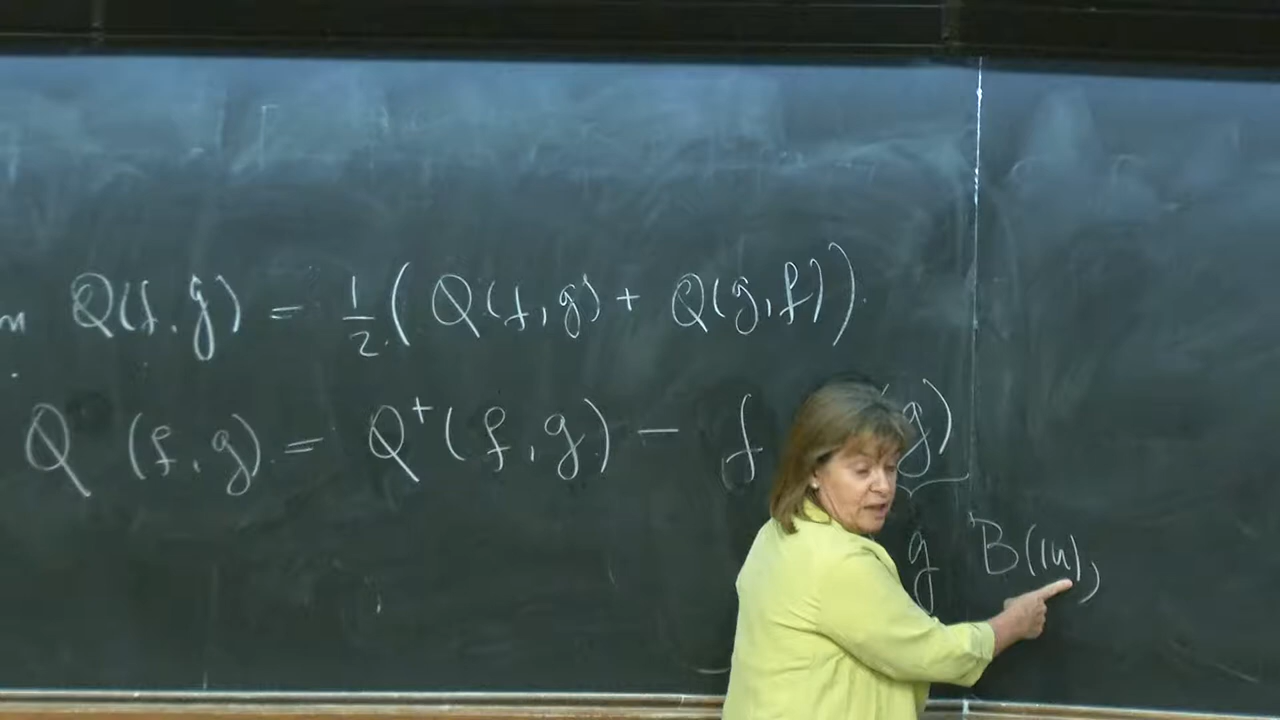 Q(f,g) = 1/2 (Q(f,g) + Q(g,f))
Q (f,g) = Q⁺(f,g) − f g)
g B(|u|,